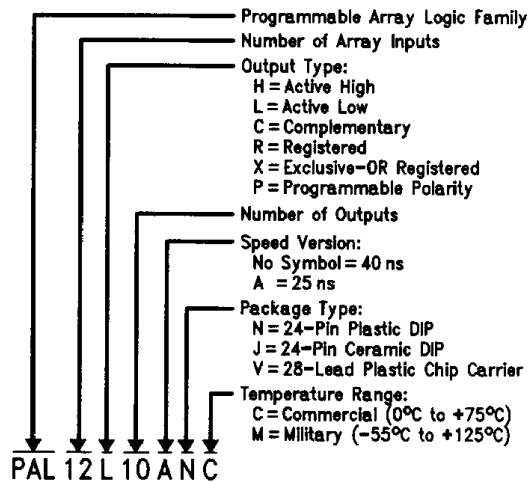 Programmable Array Logic Family
Number of Array Inputs
Output Type:
H = Active High
L = Active Low
C = Complementary
R = Registered
X = Exclusive-OR Registered
P = Programmable Polarity
Number of Outputs
Speed Version:
No Symbol = 40 ns
A = 25 ns
Package Type:
N = 24-Pin Plastic DIP
J = 24-Pin Ceramic DIP
V = 28-Lead Plastic Chip Carrier
Temperature Range:
C = Commercial (0°C to +75°C)
M = Military (-55°C to +125°C)
PAL 12 L 10 A N C